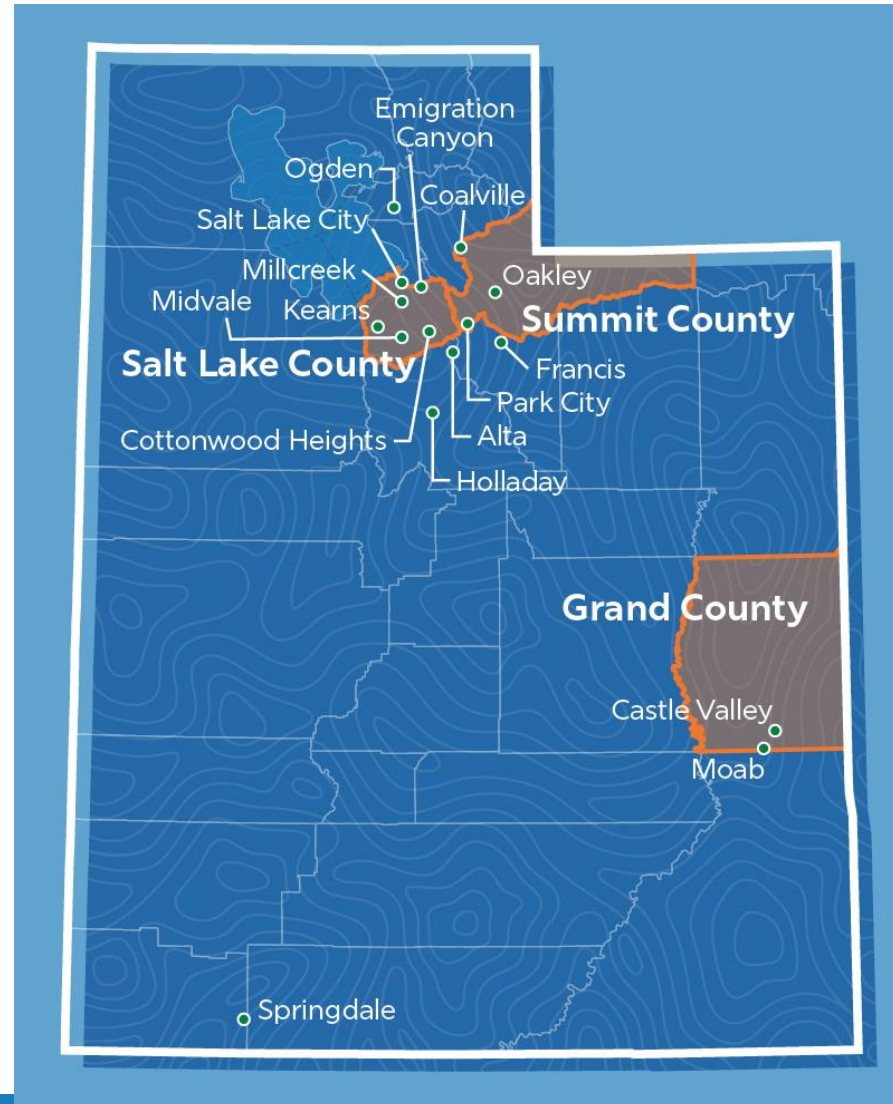 Emigration
Canyon
Ogden
Coalville
Salt Lake City
Millcreek
Oakley
Midvale
Kearns
Summit County
Salt Lake County
Francis
Park City
Cottonwood Heights
Alta
Holladay
Grand County
Castle Valley
Moab
Springdale